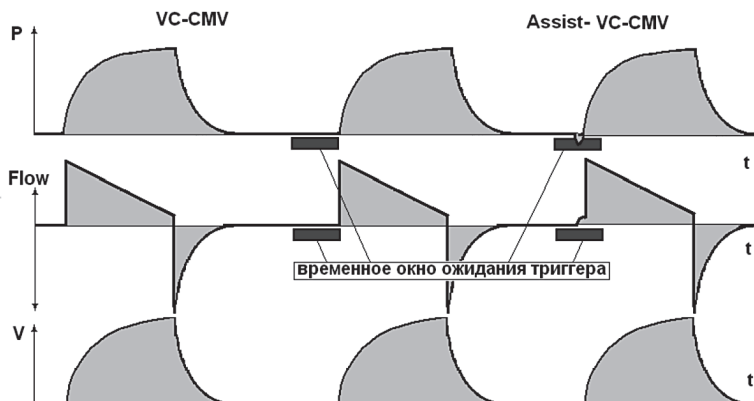 VC-CMV
Assist- VC-CMV
P
t
Flow
t
временное окно ожидания триггера
V
t